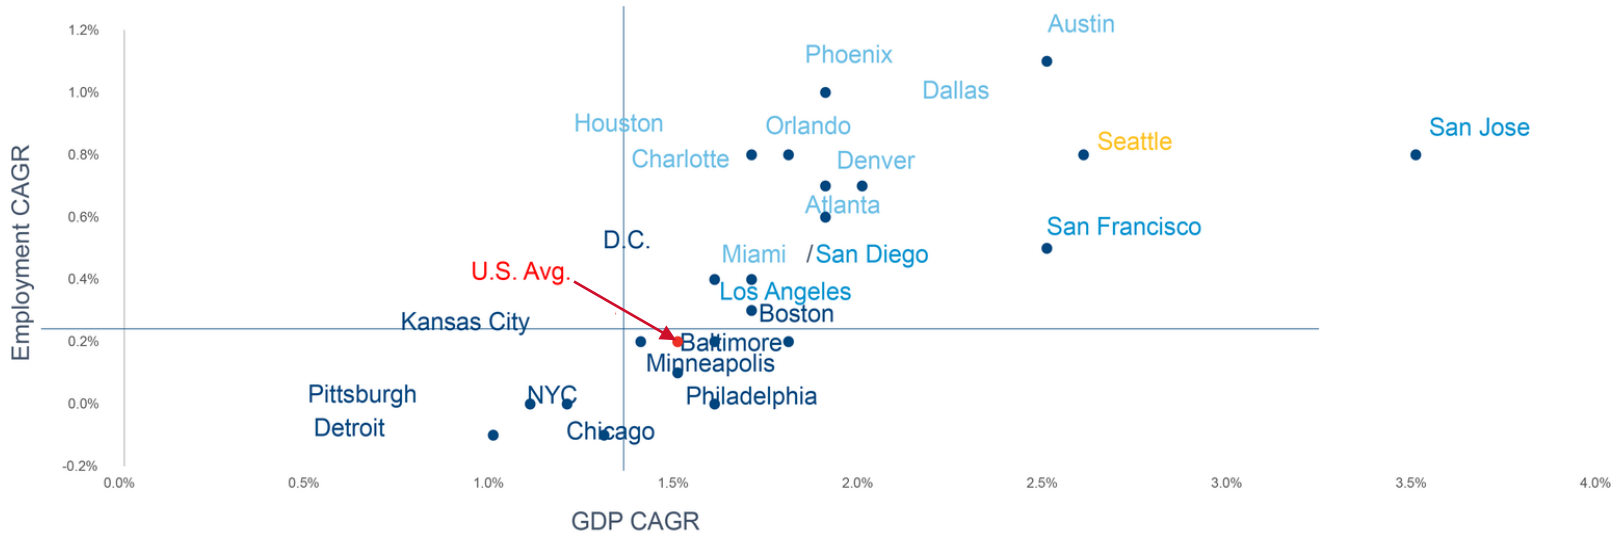 Austin
1.2%
Phoenix
Dallas
1.0%
Houston
Orlando
San Jose
Seattle
0.8%
Charlotte
Denver
Atlanta
0.6%
San Francisco
D.C.
Miami /San Diego
U.S. Avg.
0.4%
Los Angeles
Boston
Kansas City
0.2%
Baltimore
Minneapolis
Pittsburgh
NYC
Philadelphia
0.0%
Detroit
Chicago
-0.2%
0.0% 0.5% 1.0% 1.5% 2.0% 2.5% 3.0% 3.5% 4.0%
GDP CAGR
Employment CAGR